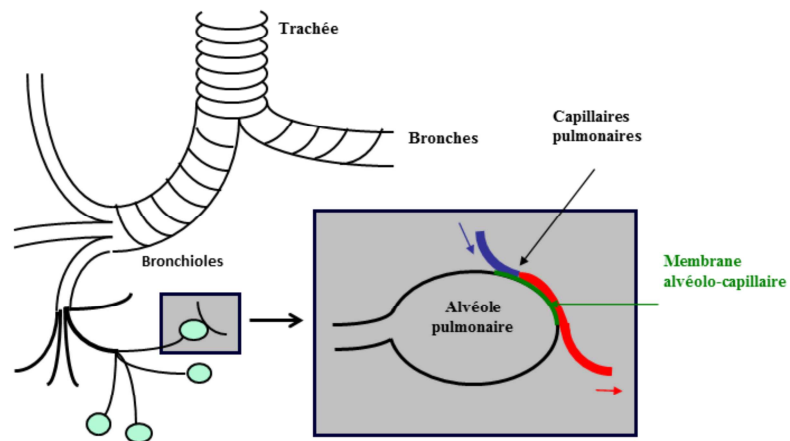 Trachée
Bronches
Capillaires
pulmonaires
Bronchioles
Membrane
alvéolo-capillaire
Alvéole
pulmonaire